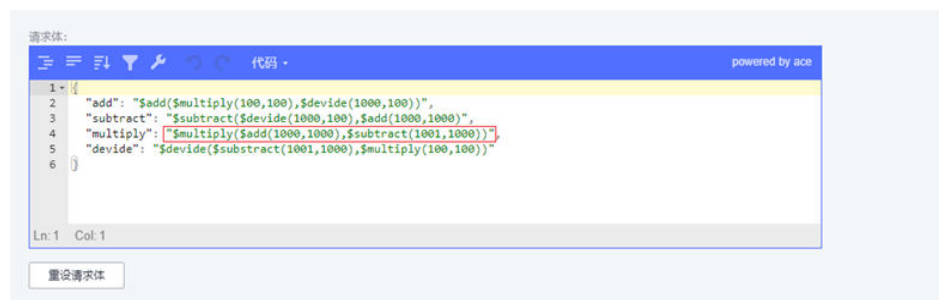 请求体:
代码
powered by ace
1 {
2 "add": "$add($multiply(100,100),$devide(1000,100))",
3 "subtract": "$subtract($devide(1000,100),$add(1000,1000)",
4 "multiply": "$multiply($add(1000,1000),$subtract(1001,1000))",
5 "devide": "$devide($substract(1001,1000),$multiply(100,100))"
6 }
Ln: 1 Col: 1
重设请求体